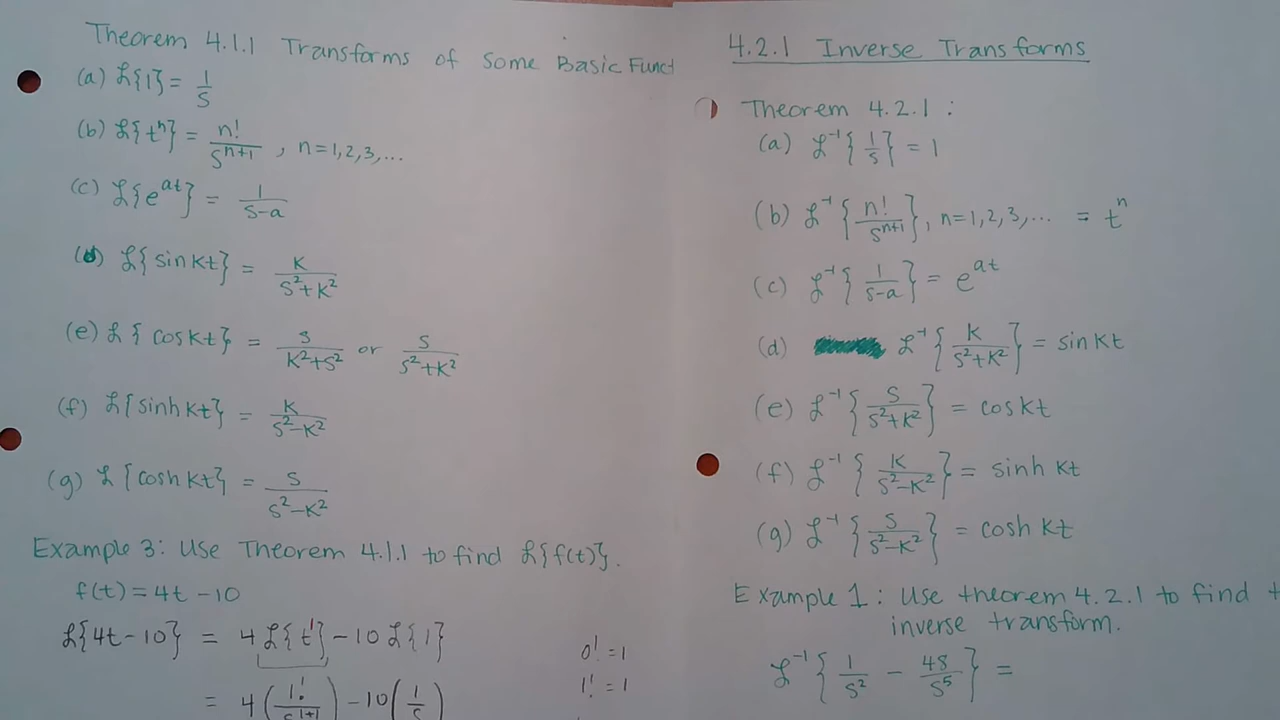 Theorem 4.1.1 Transforms of Some Basic Funct
(a) ℒ{1} = 1/s
(b) ℒ{tⁿ} = n!/sⁿ⁺¹ , n=1,2,3,...
(c) ℒ{e^at} = 1/(s-a)
(d) ℒ{sin kt} = k/(s²+k²)
(e) ℒ{cos kt} = s/(k²+s²) or s/(s²+k²)
(f) ℒ{sinh kt} = k/(s²-k²)
(g) ℒ{cosh kt} = s/(s²-k²)
Example 3: Use Theorem 4.1.1 to find ℒ{f(t)}.
f(t) = 4t - 10
ℒ{4t-10} = 4ℒ{t¹} - 10ℒ{1}
= 4(1!/s¹⁺¹) - 10(1/s)
0! = 1
1! = 1
4.2.1 Inverse Transforms
Theorem 4.2.1 :
(a) ℒ⁻¹{1/s} = 1
(b) ℒ⁻¹{n!/sⁿ⁺¹}, n=1,2,3,... = tⁿ
(c) ℒ⁻¹{1/(s-a)} = e^at
(d) ℒ⁻¹{k/(s²+k²)} = sin kt
(e) ℒ⁻¹{s/(s²+k²)} = cos kt
(f) ℒ⁻¹{k/(s²-k²)} = sinh kt
(g) ℒ⁻¹{s/(s²-k²)} = cosh kt
Example 1: Use theorem 4.2.1 to find
inverse transform.
ℒ⁻¹{1/s² - 48/s⁵} =